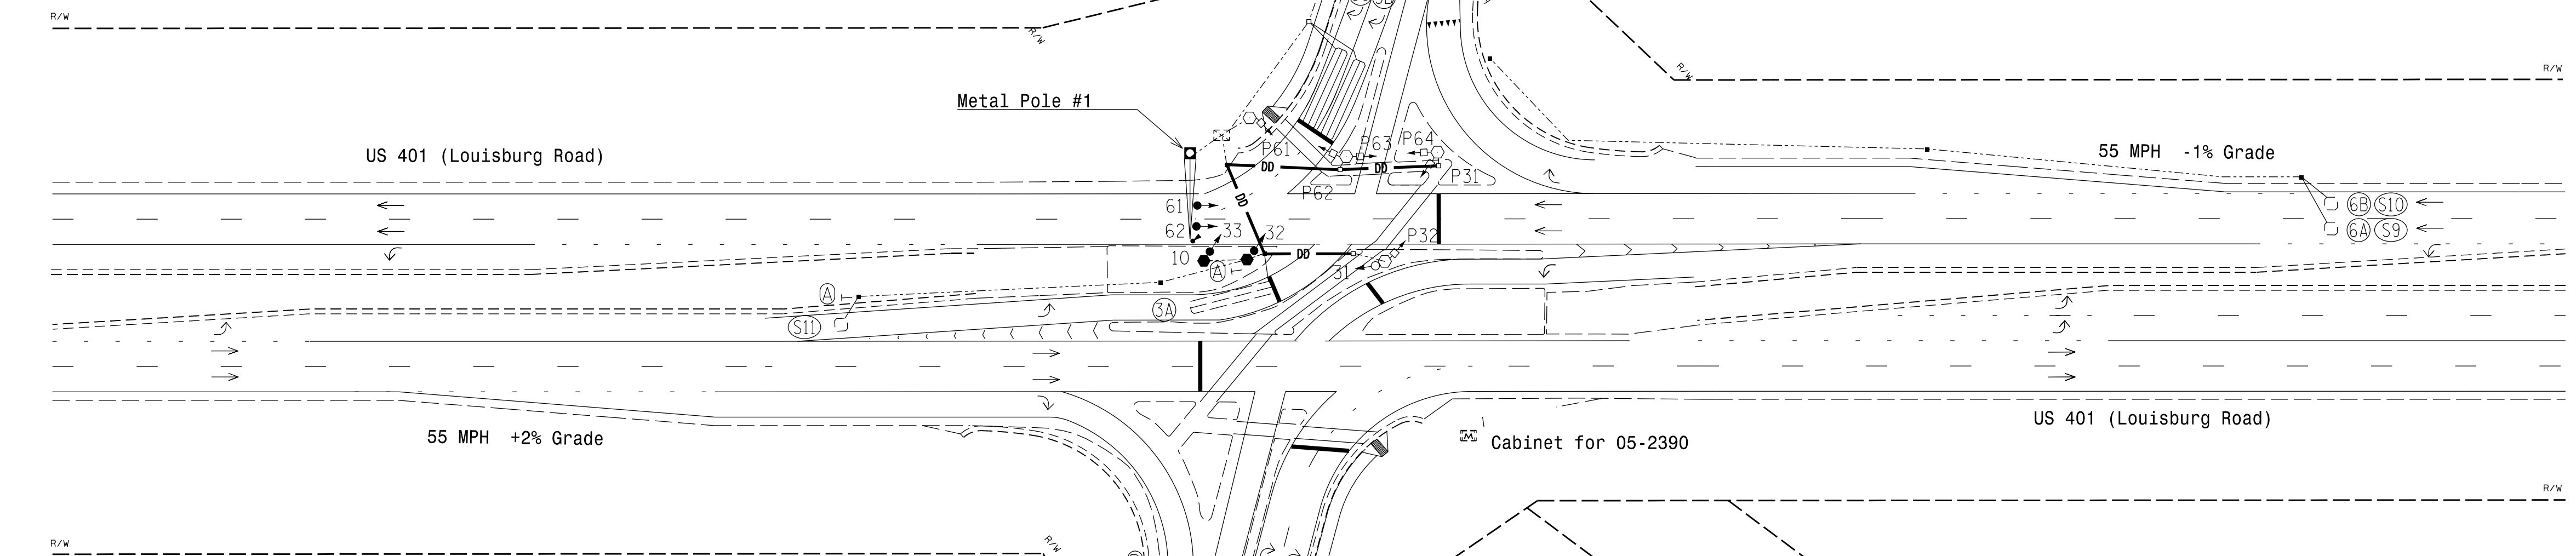 R/W
R/W
R/W
R/W
Metal Pole #1
US 401 (Louisburg Road)
55 MPH -1% Grade
P61
P63
P64
P62
P31
DD
DD
DD
61
62
33
32
10
A
DD
31
P32
6B S10
6A S9
A
S11
3A
55 MPH +2% Grade
M
Cabinet for 05-2390
US 401 (Louisburg Road)
R/W
R/W
R/W